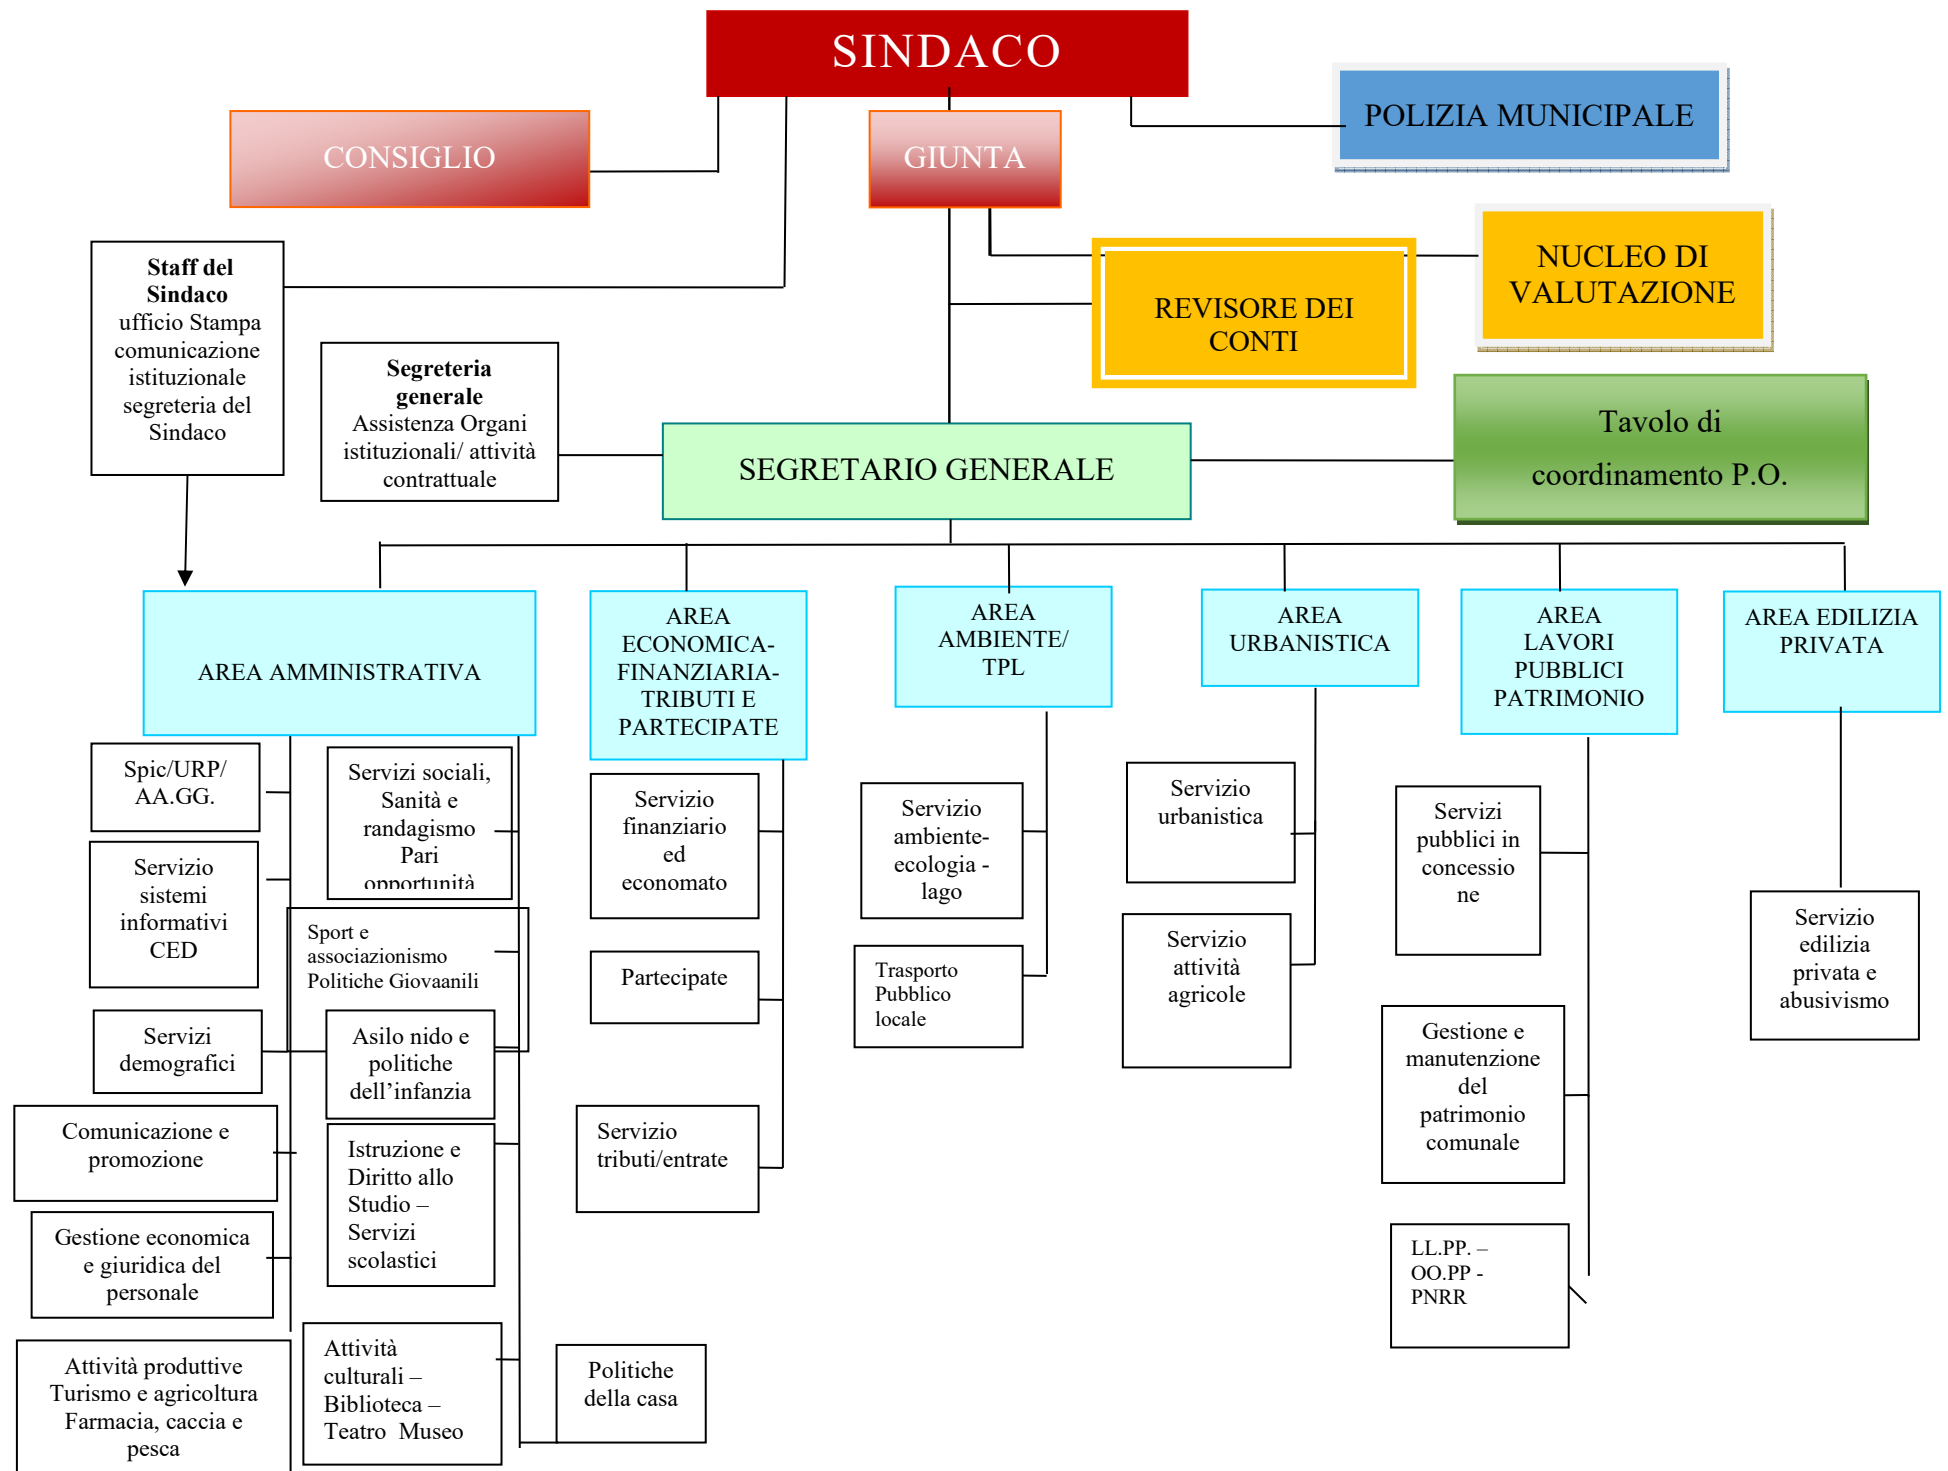 SINDACO
POLIZIA MUNICIPALE
CONSIGLIO
GIUNTA
NUCLEO DI
VALUTAZIONE
REVISORE DEI
CONTI
Staff del
Sindaco
ufficio Stampa
comunicazione
istituzionale
segreteria del
Sindaco
Segreteria
generale
Assistenza Organi
istituzionali/ attività
contrattuale
SEGRETARIO GENERALE
Tavolo di
coordinamento P.O.
AREA AMMINISTRATIVA
AREA
ECONOMICA-
FINANZIARIA-
TRIBUTI E
PARTECIPATE
AREA
AMBIENTE/
TPL
AREA
URBANISTICA
AREA
LAVORI
PUBBLICI
PATRIMONIO
AREA EDILIZIA
PRIVATA
Spic/URP/
AA.GG.
Servizio
sistemi
informativi
CED
Servizi
demografici
Comunicazione e
promozione
Gestione economica
e giuridica del
personale
Attività produttive
Turismo e agricoltura
Farmacia, caccia e
pesca
Servizi sociali,
Sanità e
randagismo
Pari
opportunità
Sport e
associazionismo
Politiche Giovaanili
Asilo nido e
politiche
dell’infanzia
Istruzione e
Diritto allo
Studio –
Servizi
scolastici
Attività
culturali –
Biblioteca –
Teatro  Museo
Politiche
della casa
Servizio
finanziario
ed
economato
Partecipate
Servizio
tributi/entrate
Servizio
ambiente-
ecologia -
lago
Trasporto
Pubblico
locale
Servizio
urbanistica
Servizio
attività
agricole
Servizi
pubblici in
concessio
ne
Gestione e
manutenzione
del
patrimonio
comunale
LL.PP. –
OO.PP -
PNRR
Servizio
edilizia
privata e
abusivismo